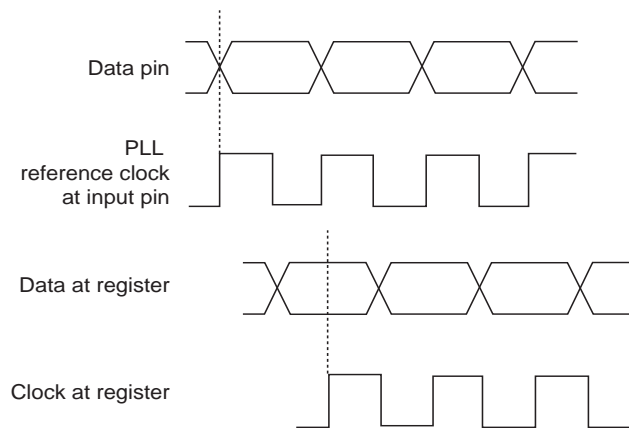 Data pin
PLL
reference clock
at input pin
Data at register
Clock at register